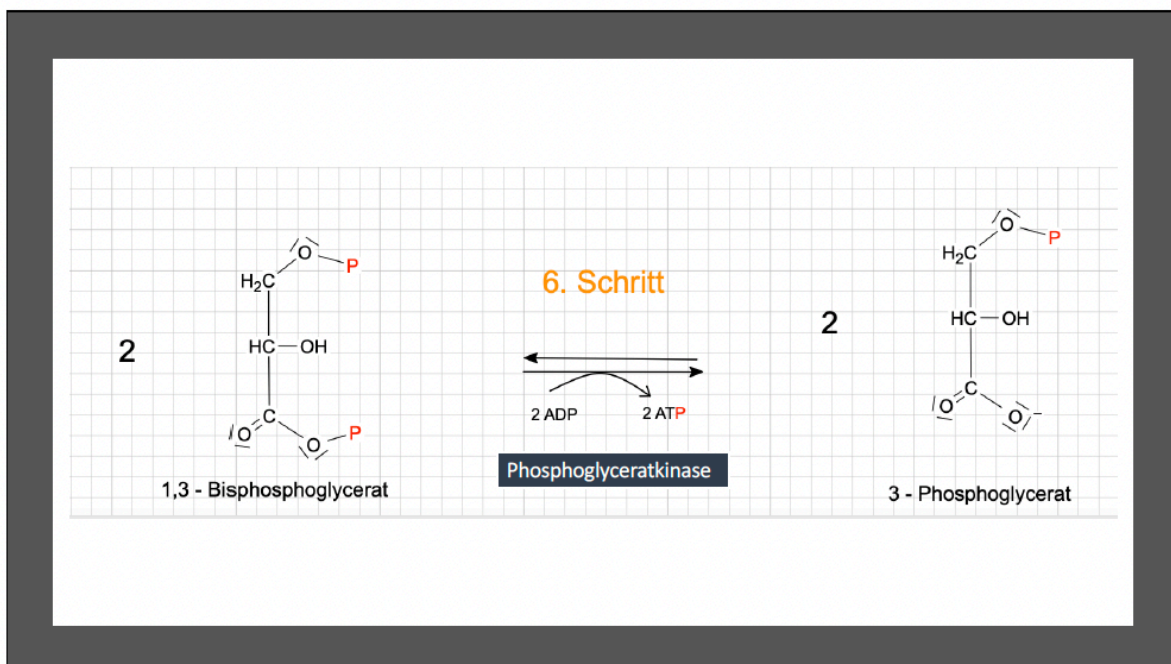 O
P
H₂C
2
HC—OH
C
O
O
P
1,3 - Bisphosphoglycerat
6. Schritt
2 ADP
2 ATP
Phosphoglyceratkinase
2
O
P
H₂C
HC—OH
C
O
O⁻
3 - Phosphoglycerat